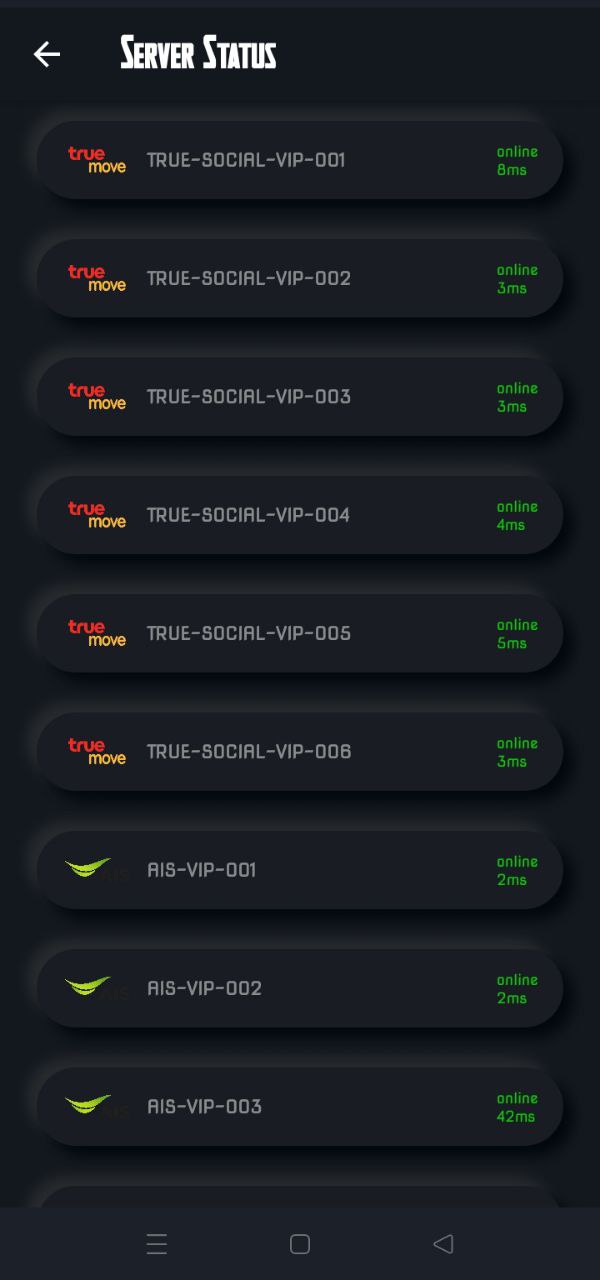 Server Status
true
move
TRUE-SOCIAL-VIP-001
online
8ms
true
move
TRUE-SOCIAL-VIP-002
online
3ms
true
move
TRUE-SOCIAL-VIP-003
online
3ms
true
move
TRUE-SOCIAL-VIP-004
online
4ms
true
move
TRUE-SOCIAL-VIP-005
online
5ms
true
move
TRUE-SOCIAL-VIP-006
online
3ms
AIS
AIS-VIP-001
online
2ms
AIS
AIS-VIP-002
online
2ms
AIS
AIS-VIP-003
online
42ms